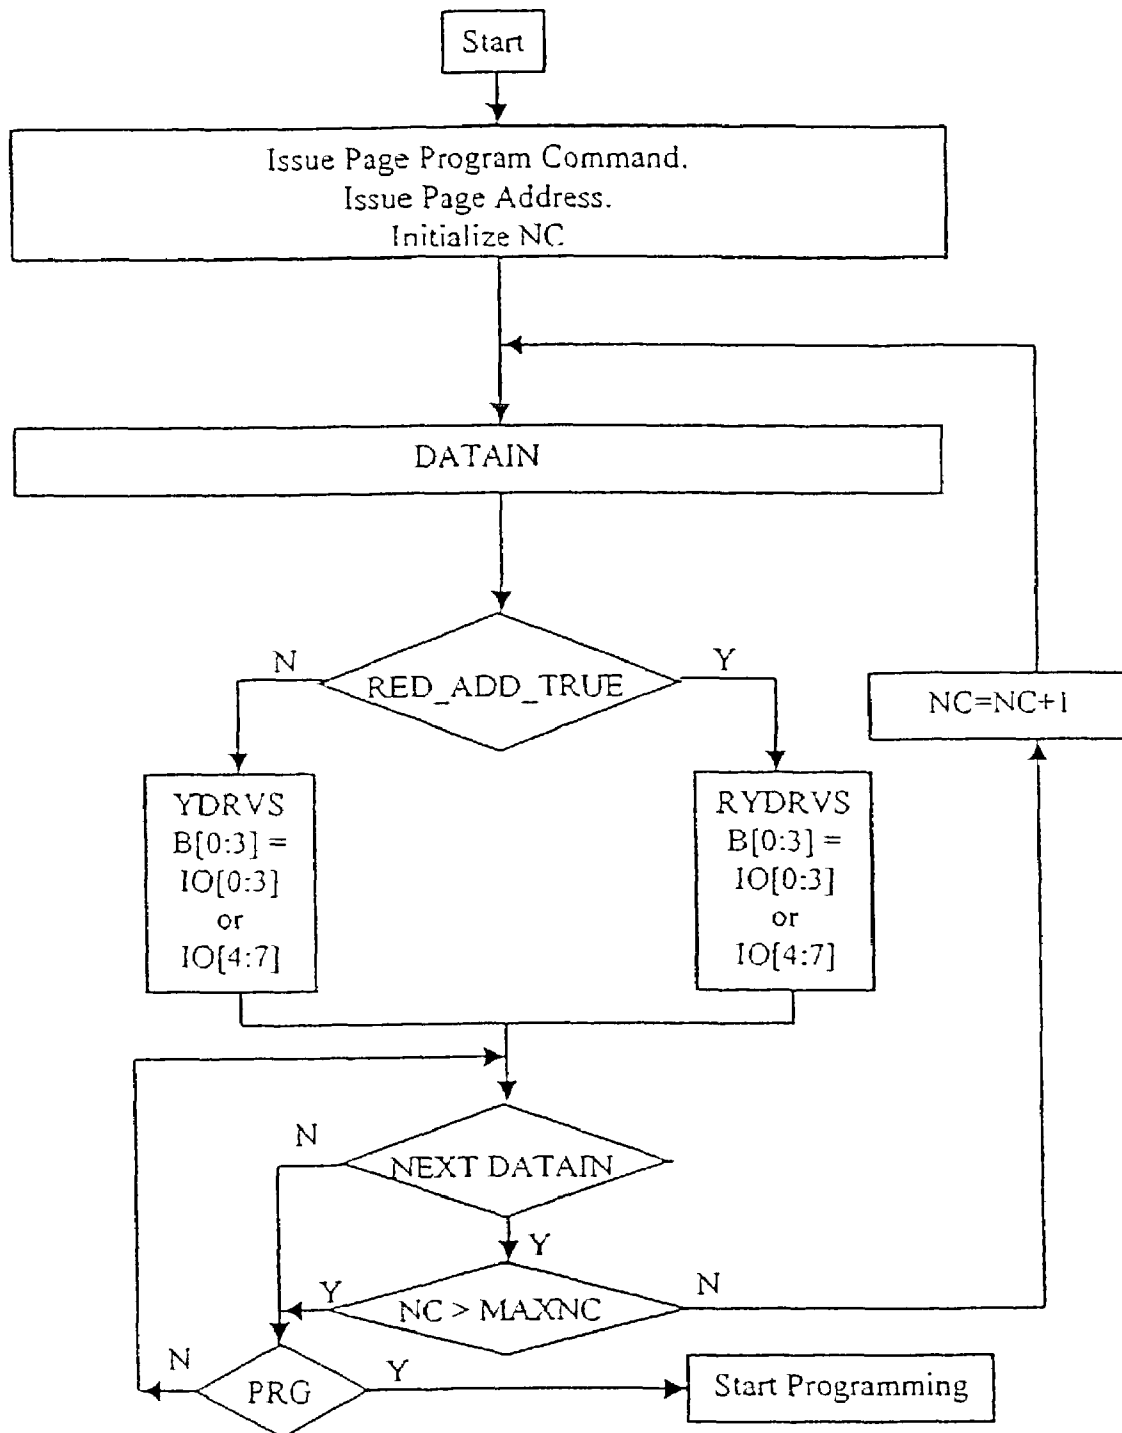 Start
Issue Page Program Command.
Issue Page Address.
Initialize NC
DATAIN
N
Y
RED_ADD_TRUE
NC=NC+1
YDRVS
B[0:3] =
IO[0:3]
or
IO[4:7]
RYDRVS
B[0:3] =
IO[0:3]
or
IO[4:7]
N
NEXT DATAIN
Y
Y
NC > MAXNC
N
N
PRG
Y
Start Programming